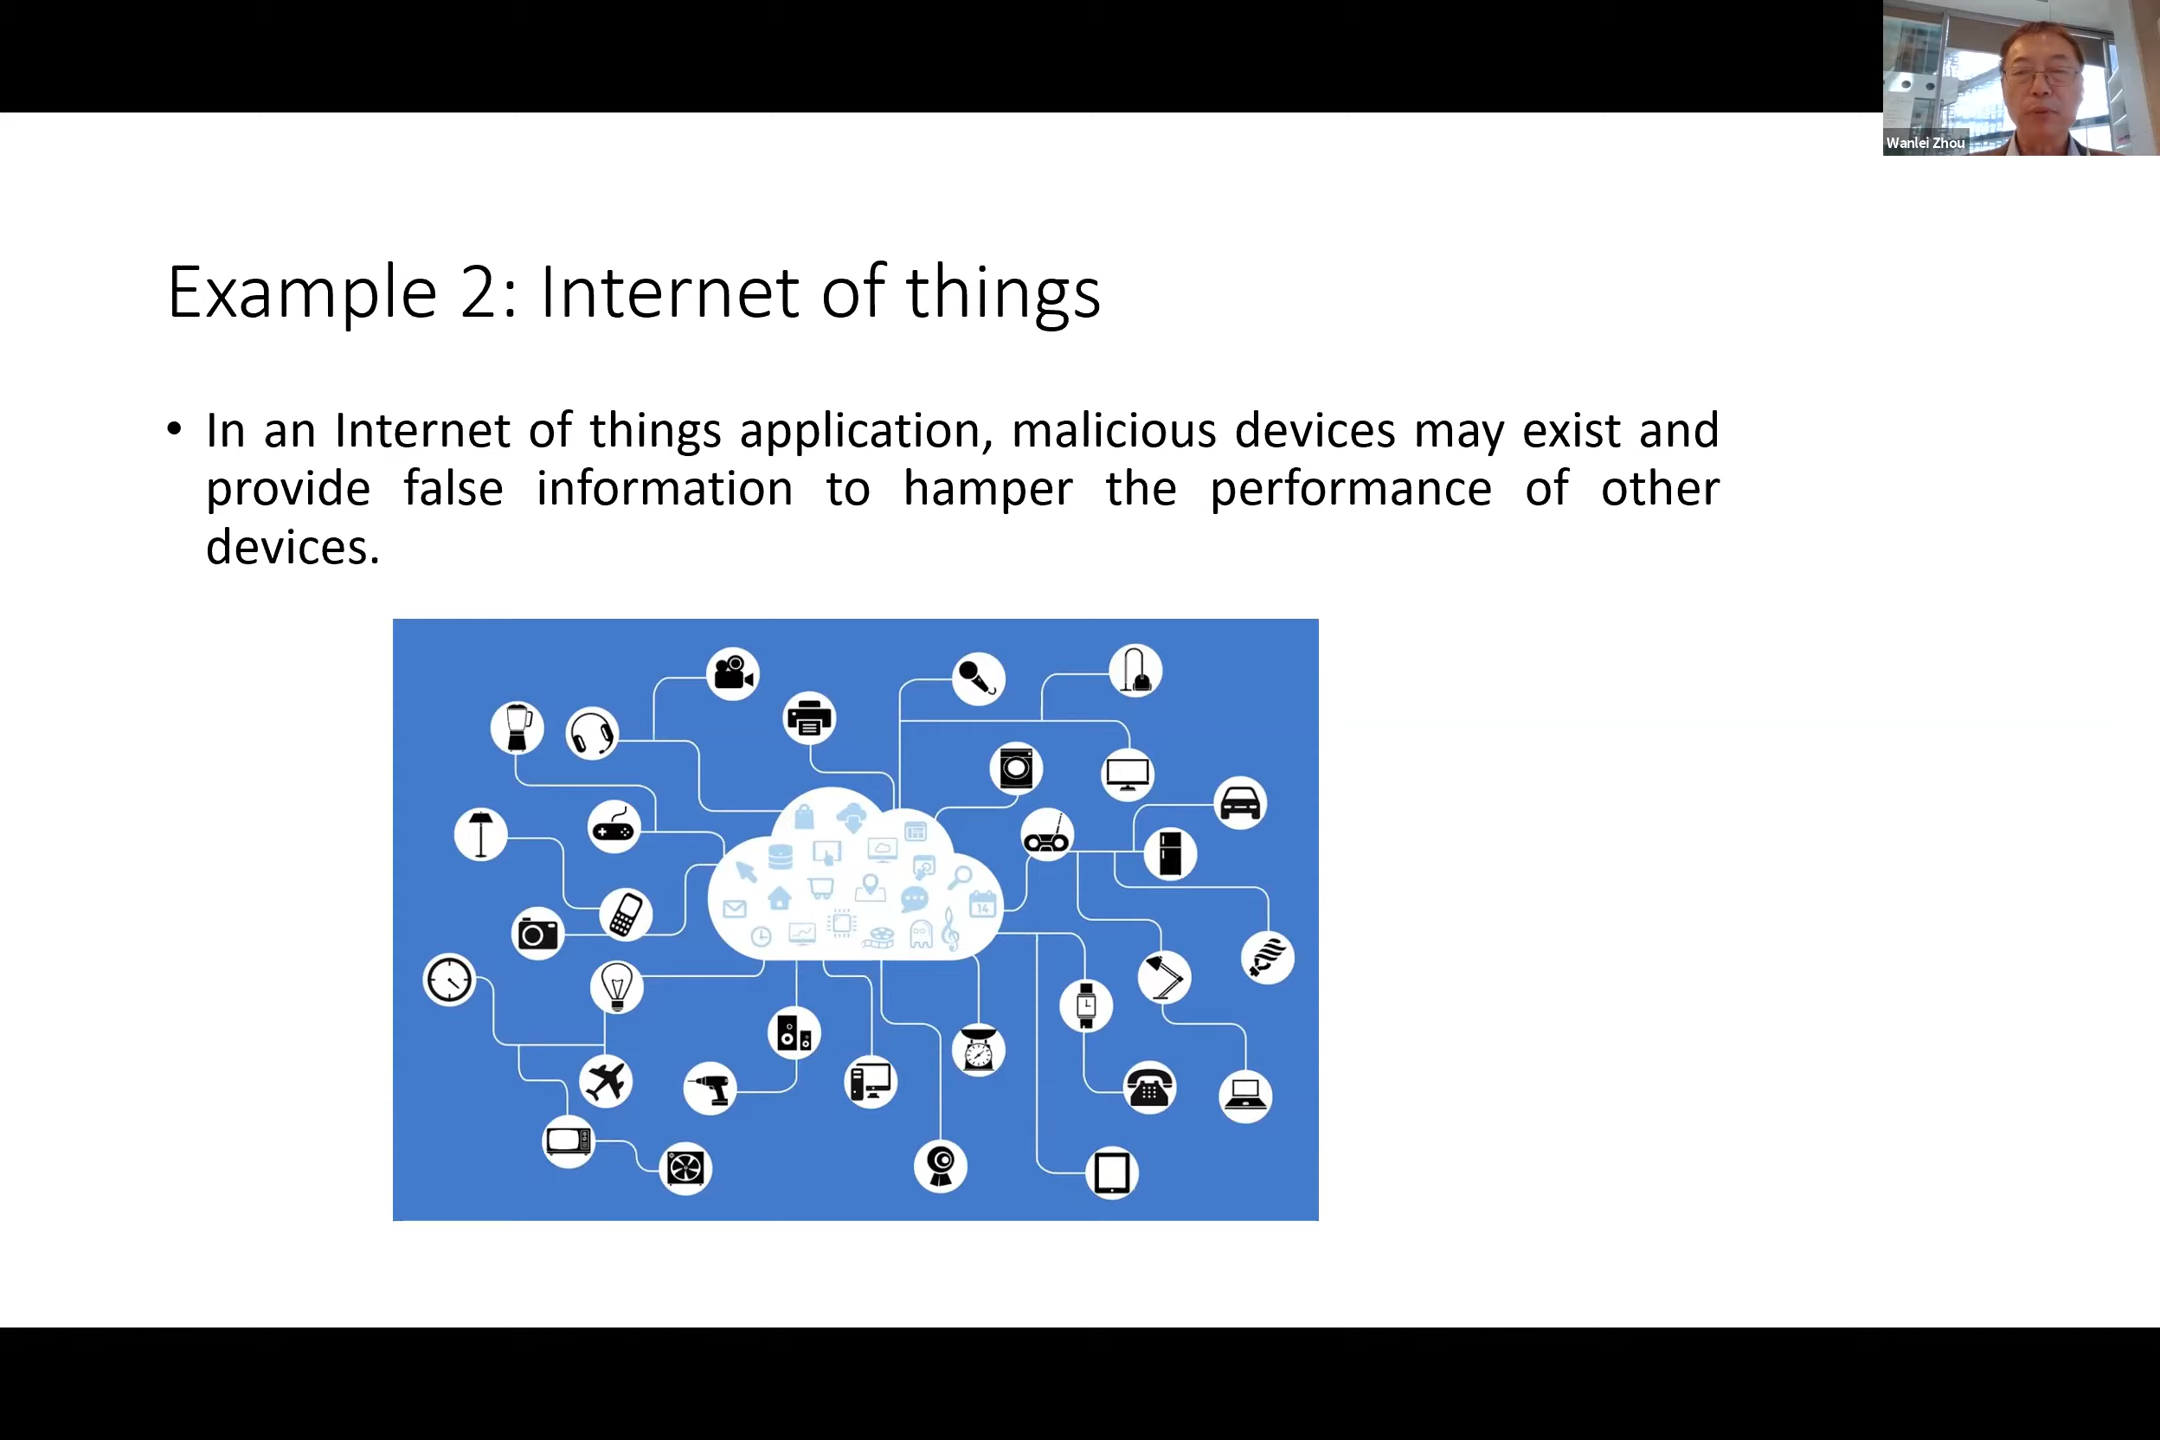 Wanlei Zhou
Example 2: Internet of things
• In an Internet of things application, malicious devices may exist and
provide false information to hamper the performance of other
devices.
14